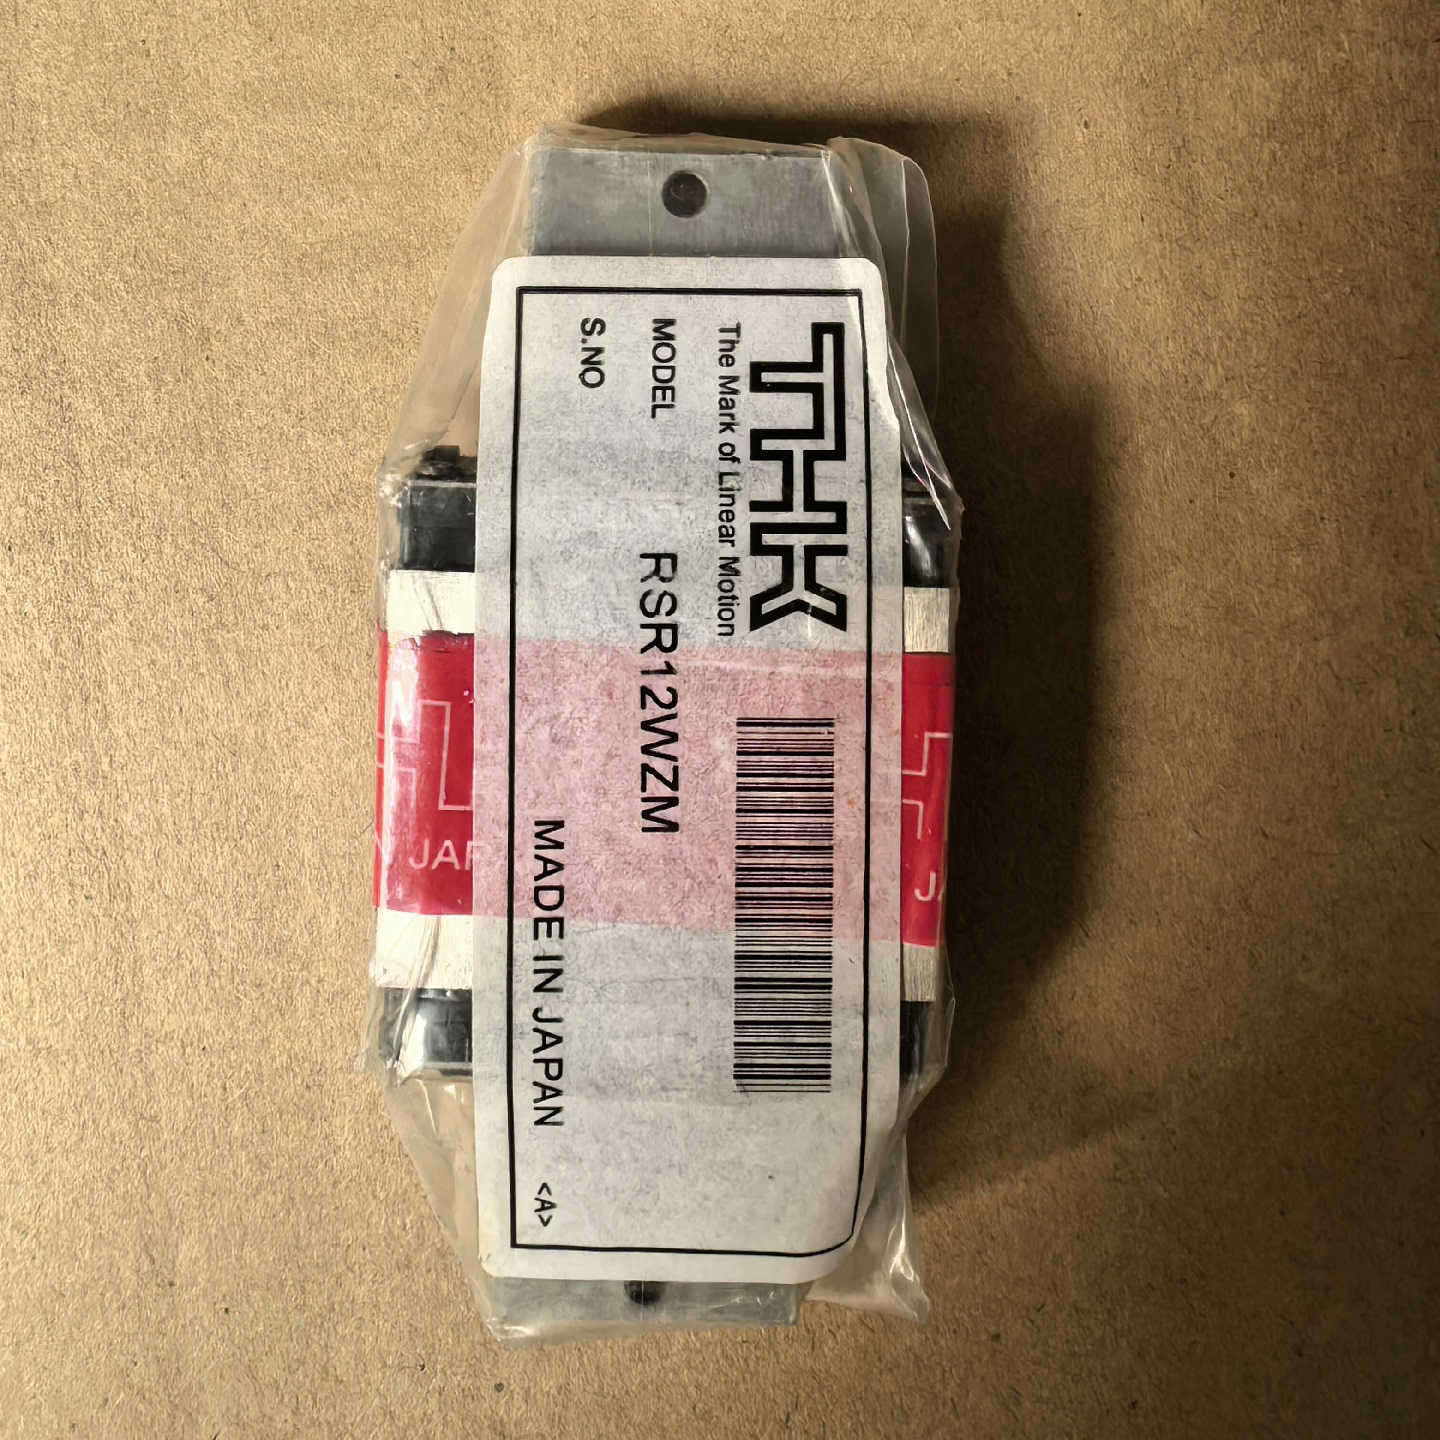 THK
The Mark of Linear Motion
MODEL RSR12WZM
S.NO
MADE IN JAPAN <A>